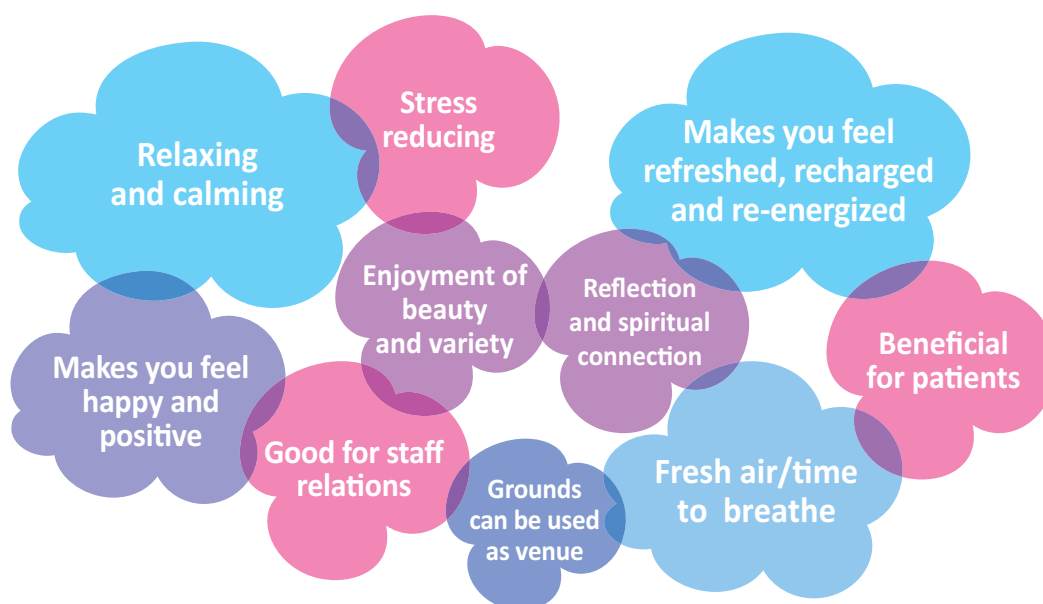 Stress
reducing
Relaxing
and calming
Makes you feel
refreshed, recharged
and re-energized
Enjoyment of
beauty
and variety
Reflection
and spiritual
connection
Beneficial
for patients
Makes you feel
happy and
positive
Good for staff
relations
Grounds
can be used
as venue
Fresh air/time
to breathe